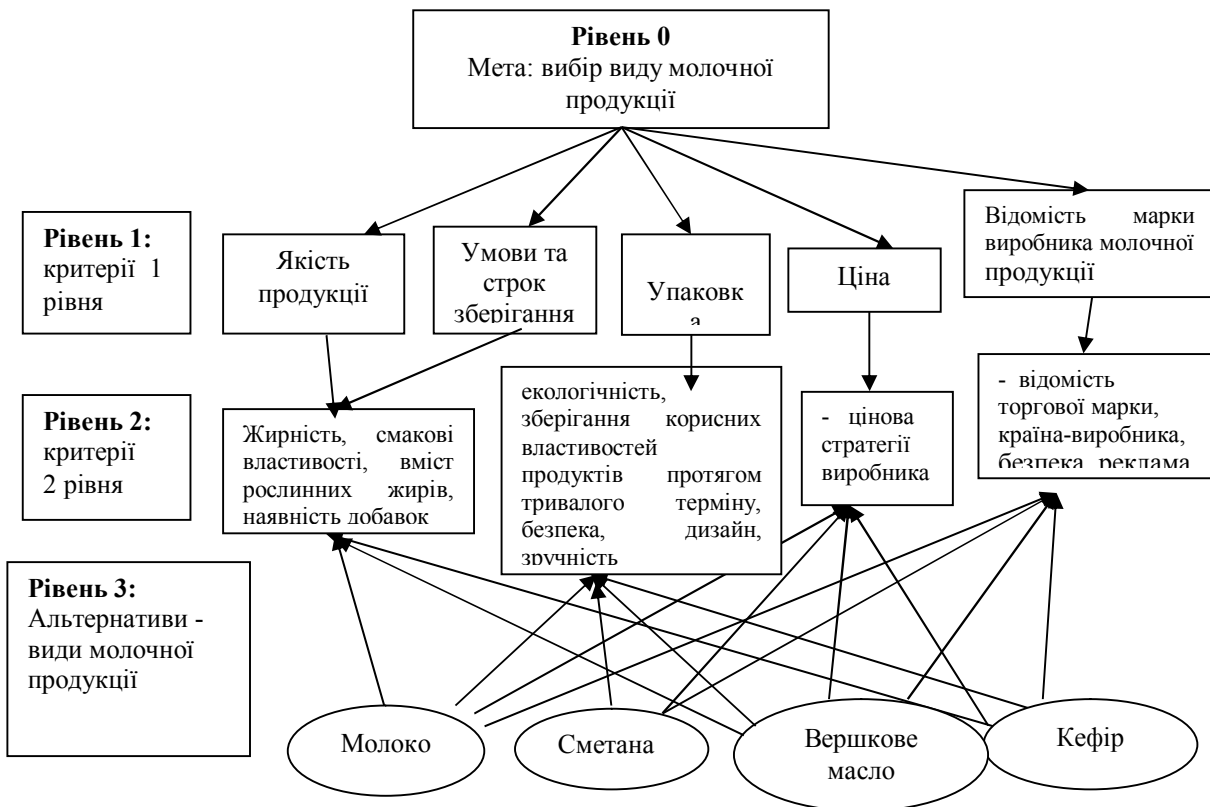 Рівень 0
Мета: вибір виду молочної
продукції
Рівень 1:
критерії 1
рівня
Якість
продукції
Умови та
строк
зберігання
Упаковк
а
Ціна
Відомість марки
виробника молочної
продукції
Рівень 2:
критерії
2 рівня
Жирність, смакові
властивості, вміст
рослинних жирів,
наявність добавок
екологічність,
зберігання корисних
властивостей
продуктів протягом
тривалого терміну,
безпека, дизайн,
зручність
- цінова
стратегії
виробника
- відомість
торгової марки,
країна-виробника,
безпека реклама
Рівень 3:
Альтернативи -
види молочної
продукції
Молоко
Сметана
Вершкове
масло
Кефір